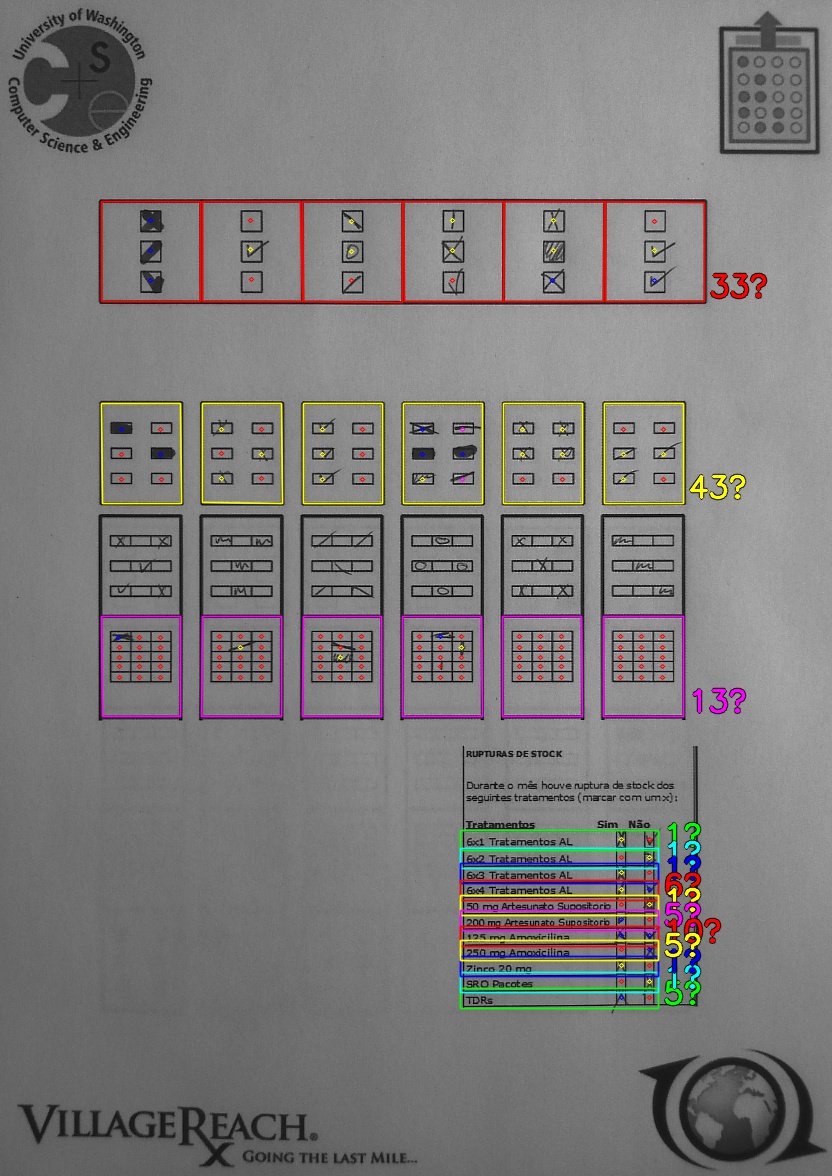 University of Washington
Computer Science & Engineering
S
e
33?
43?
13?
RUPTURAS DE STOCK
Durante o mês houve ruptura de stock dos
seguintes tratamentos (marcar com um x):
Tratamentos Sim Não
6x1 Tratamentos AL 1?
6x2 Tratamentos AL 1?
6x3 Tratamentos AL 1?
6x4 Tratamentos AL 6?
50 mg Artesunato Supositorio 1?
200 mg Artesunato Supositorio 5?
125 mg Amoxicilina 10?
250 mg Amoxicilina 5?
Zinco 20 mg 1?
SRO Pacotes 1?
TDRs 5?
VILLAGEREACH®
Rx GOING THE LAST MILE...